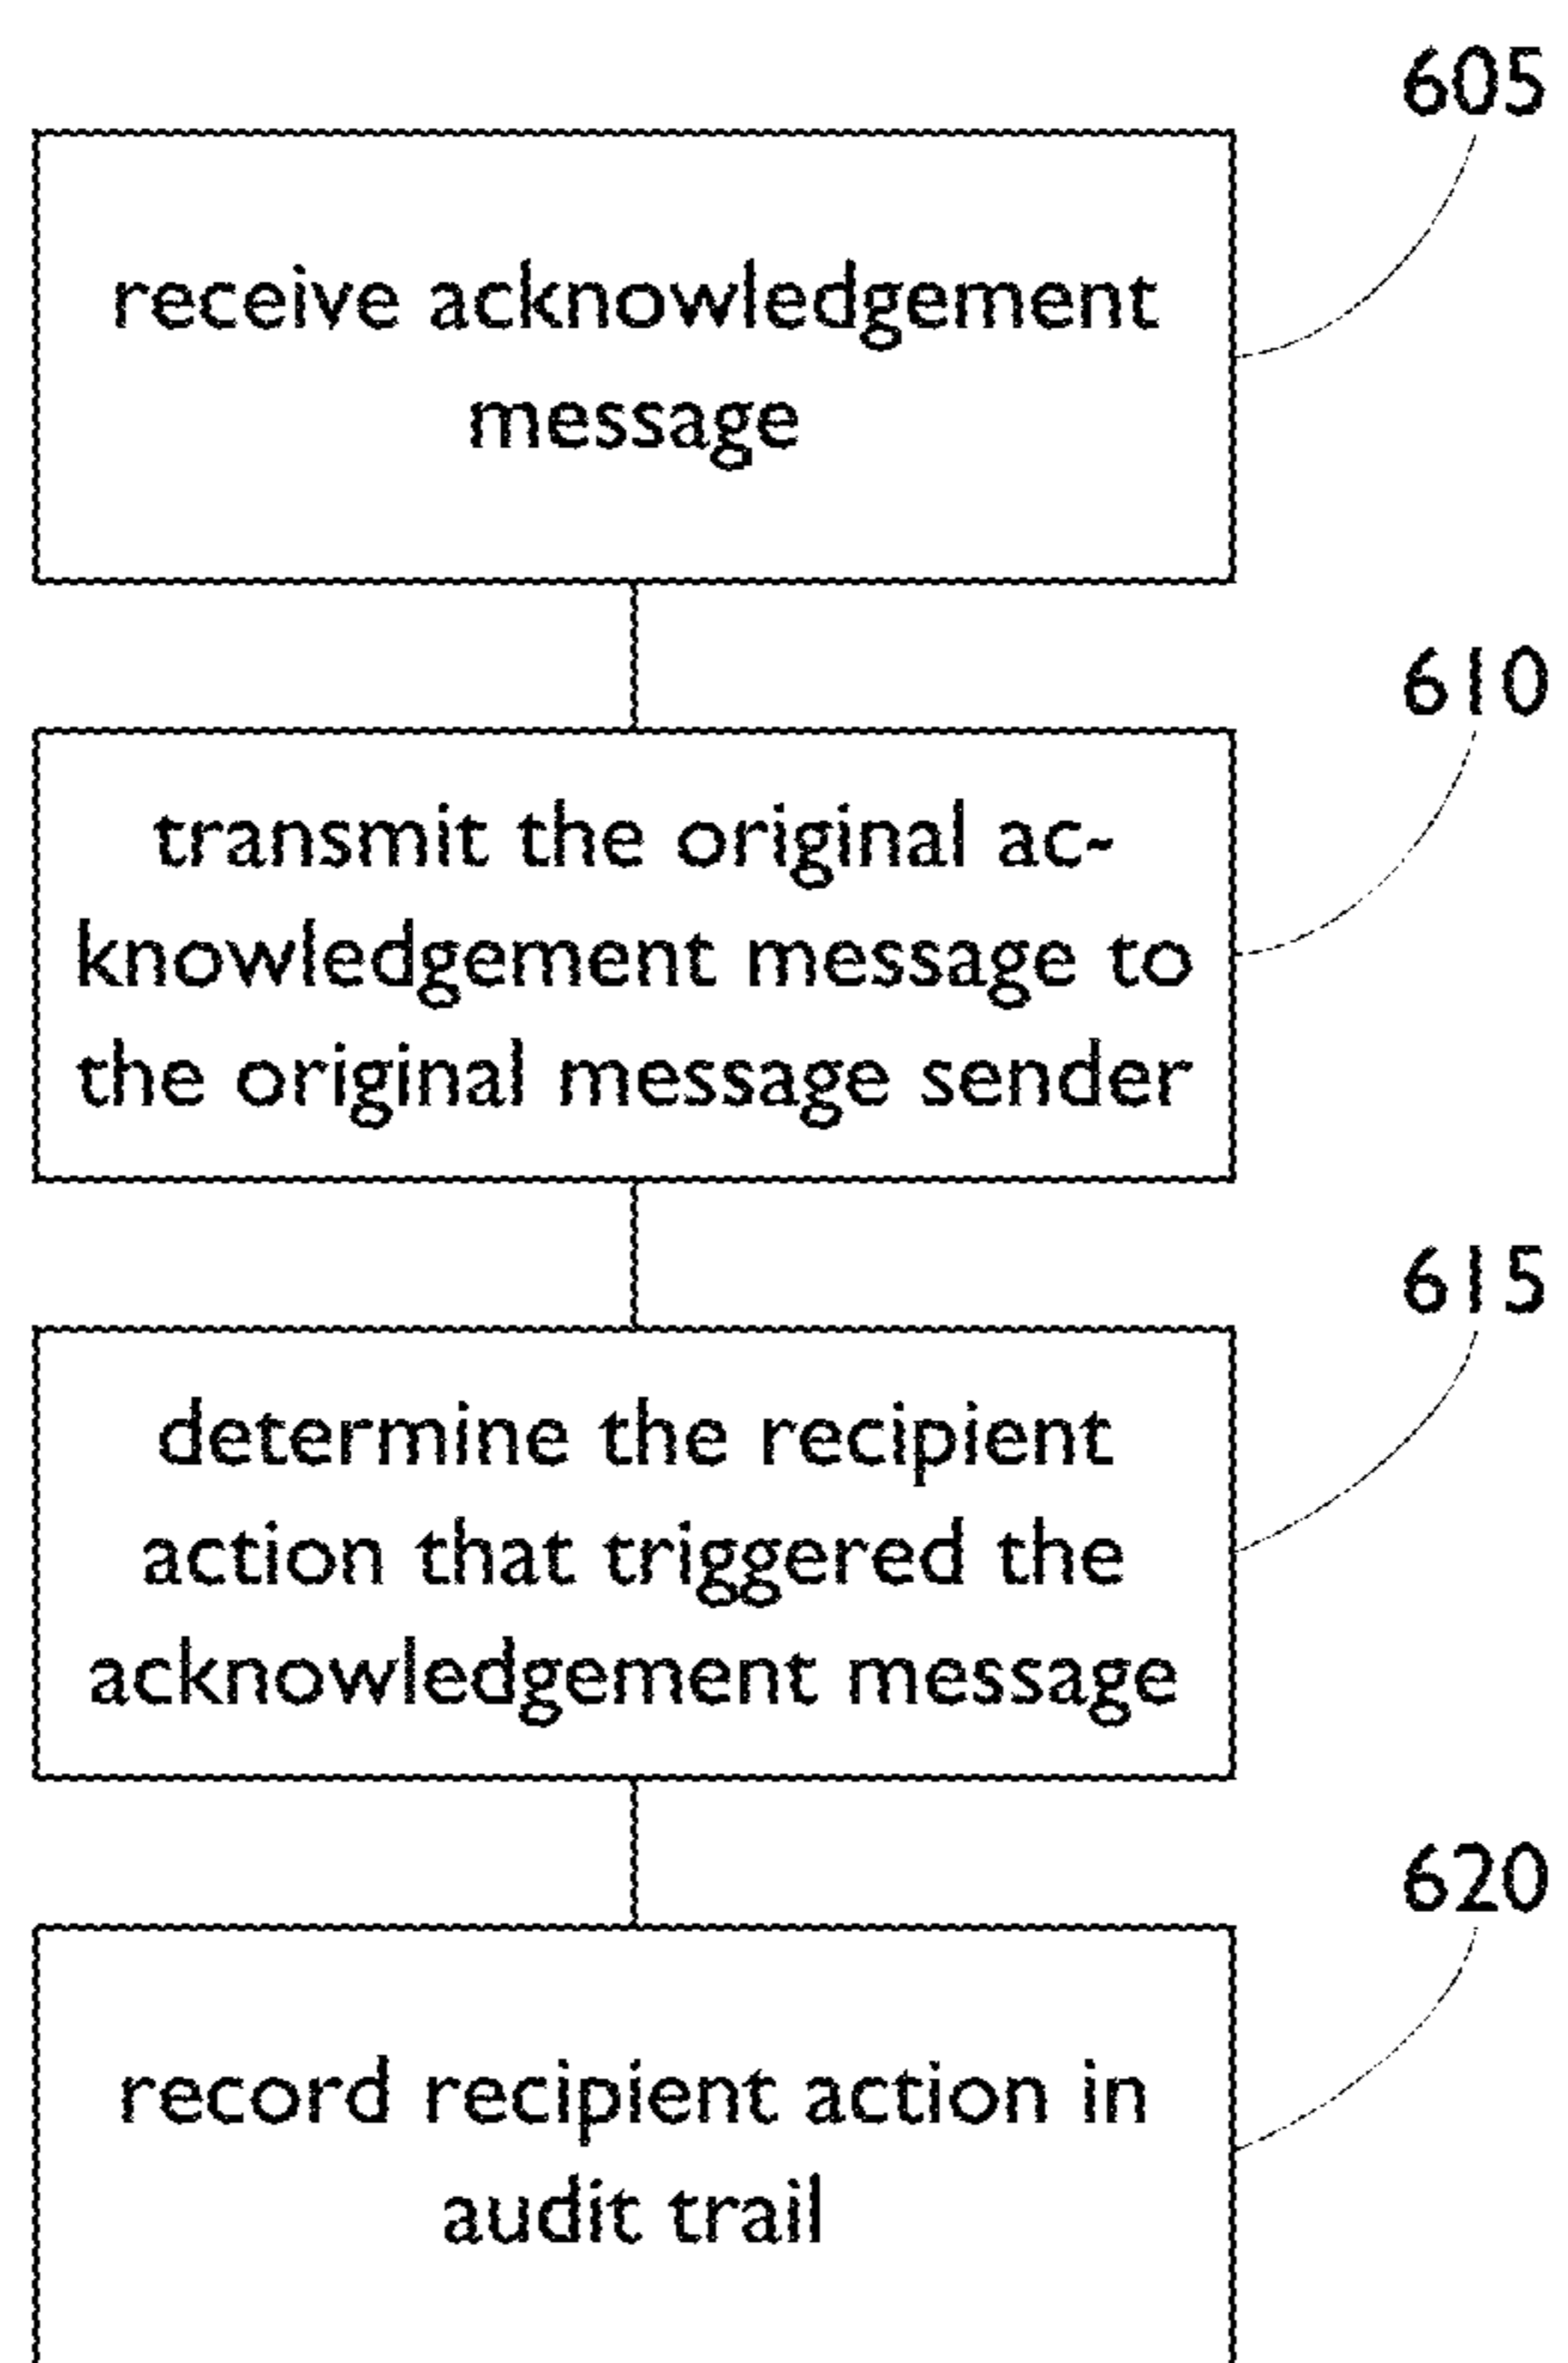 605
receive acknowledgement
message
610
transmit the original ac-
knowledgement message to
the original message sender
615
determine the recipient
action that triggered the
acknowledgement message
620
record recipient action in
audit trail